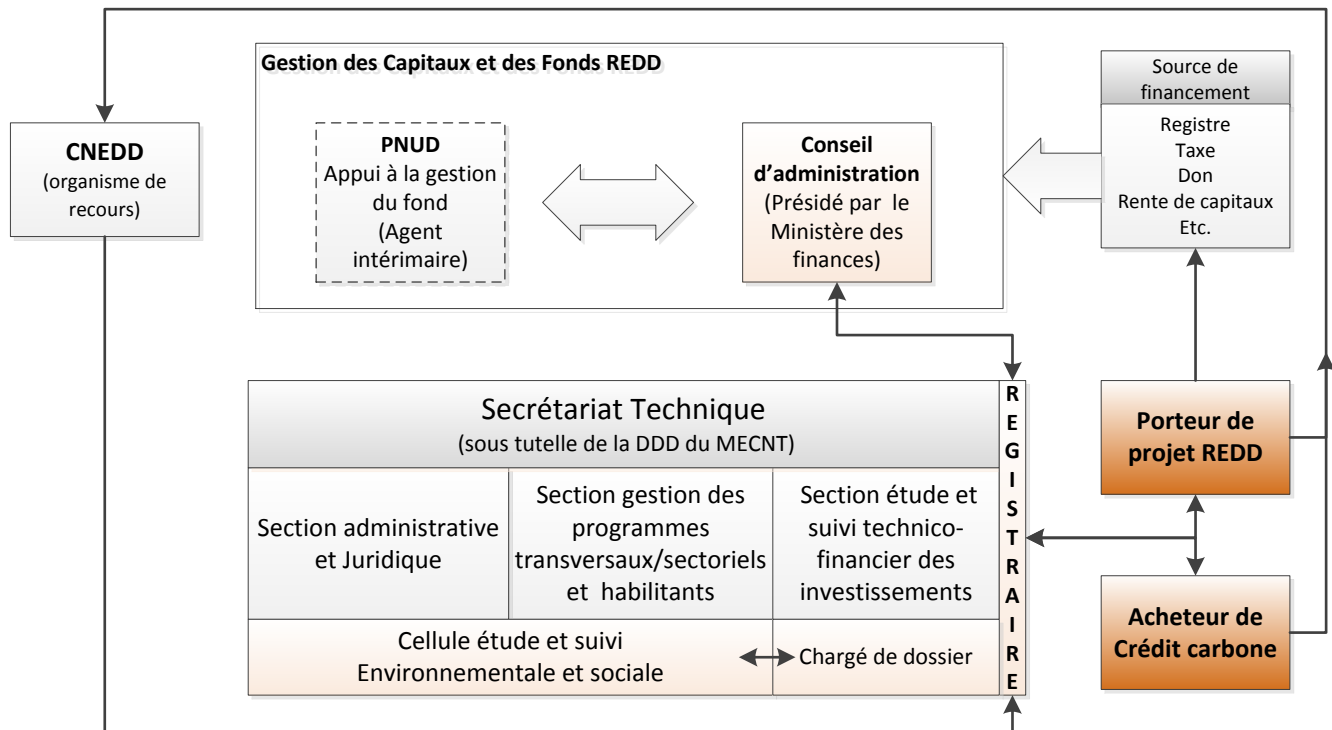 Gestion des Capitaux et des Fonds REDD
CNEDD
(organisme de
recours)
PNUD
Appui à la gestion
du fond
(Agent
intérimaire)
Conseil
d’administration
(Présidé par le
Ministère des
finances)
Source de
financement
Registre
Taxe
Don
Rente de capitaux
Etc.
Secrétariat Technique
(sous tutelle de la DDD du MECNT)
Section administrative
et Juridique
Section gestion des
programmes
transversaux/sectoriels
et habilitants
Section étude et
suivi technico-
financier des
investissements
Cellule étude et suivi
Environnementale et sociale
Chargé de dossier
R
E
G
I
S
T
R
A
I
R
E
Porteur de
projet REDD
Acheteur de
Crédit carbone